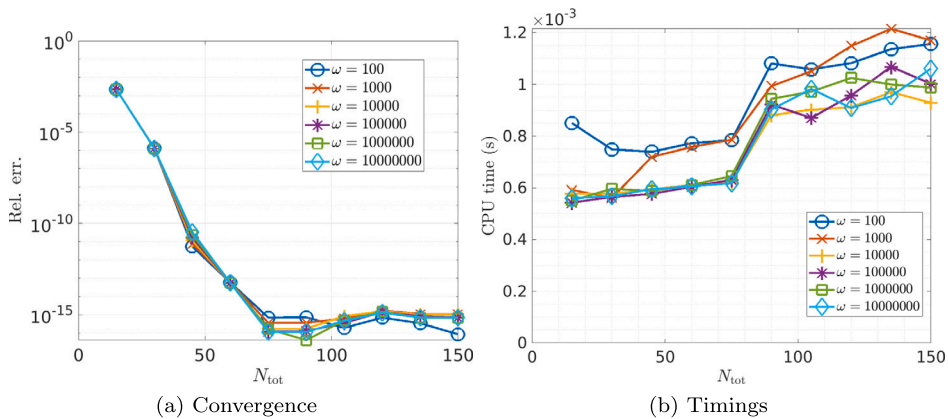 10^0
10^-5
10^-10
10^-15
Rel. err.
0
50
100
150
N_tot
ω = 100
ω = 1000
ω = 10000
ω = 100000
ω = 1000000
ω = 10000000
(a) Convergence
×10^-3
1.2
1
0.8
0.6
0.4
0.2
0
CPU time (s)
0
50
100
150
N_tot
ω = 100
ω = 1000
ω = 10000
ω = 100000
ω = 1000000
ω = 10000000
(b) Timings